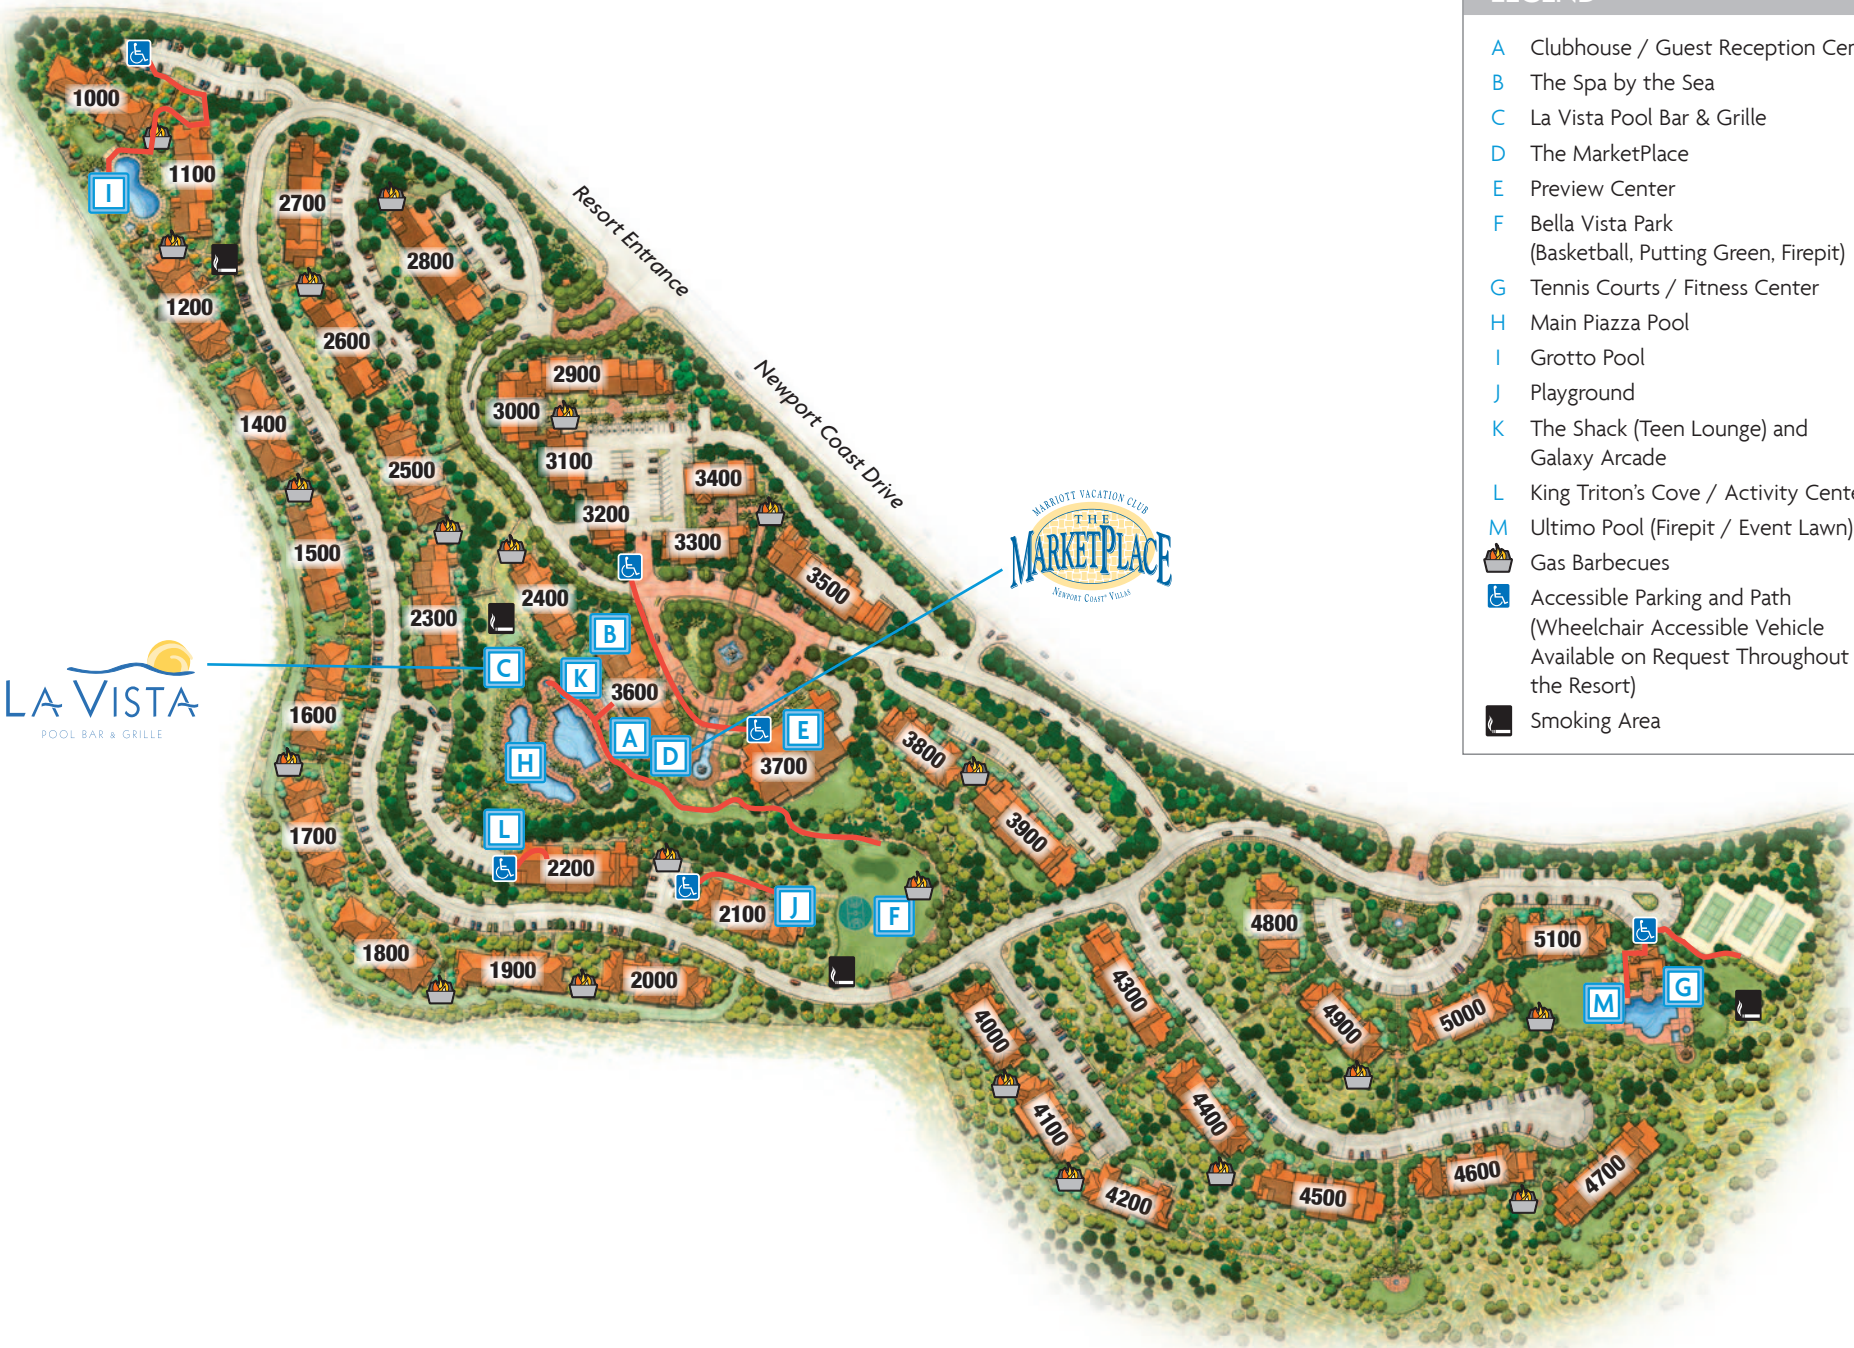 LEGEND
A Clubhouse / Guest Reception
B The Spa by the Sea
C La Vista Pool Bar & Grille
D The MarketPlace
E Preview Center
F Bella Vista Park
(Basketball, Putting Green, Firepit)
G Tennis Courts / Fitness Center
H Main Piazza Pool
I Grotto Pool
J Playground
K The Shack (Teen Lounge) and
Galaxy Arcade
L King Triton's Cove / Activity
M Ultimo Pool (Firepit / Event Lawn)
Gas Barbecues
Accessible Parking and Path
(Wheelchair Accessible Vehicle
Available on Request Throughout
the Resort)
Smoking Area
Resort Entrance
Newport Coast Drive
MARRIOTT VACATION CLUB
THE
MARKETPLACE
NEWPORT COAST VILLAS
LA VISTA
POOL BAR & GRILLE
1000
1100
I
2700
2800
1200
2600
2900
3000
1400
3100
2500
3400
3200
3300
1500
3500
2400
2300
B
C
K
3600
1600
A
E
D
H
3700
3800
1700
L
3900
2200
2100
J
F
4800
5100
1800
1900
2000
4300
G
M
4000
4900
5000
4100
4400
4200
4500
4600
4700